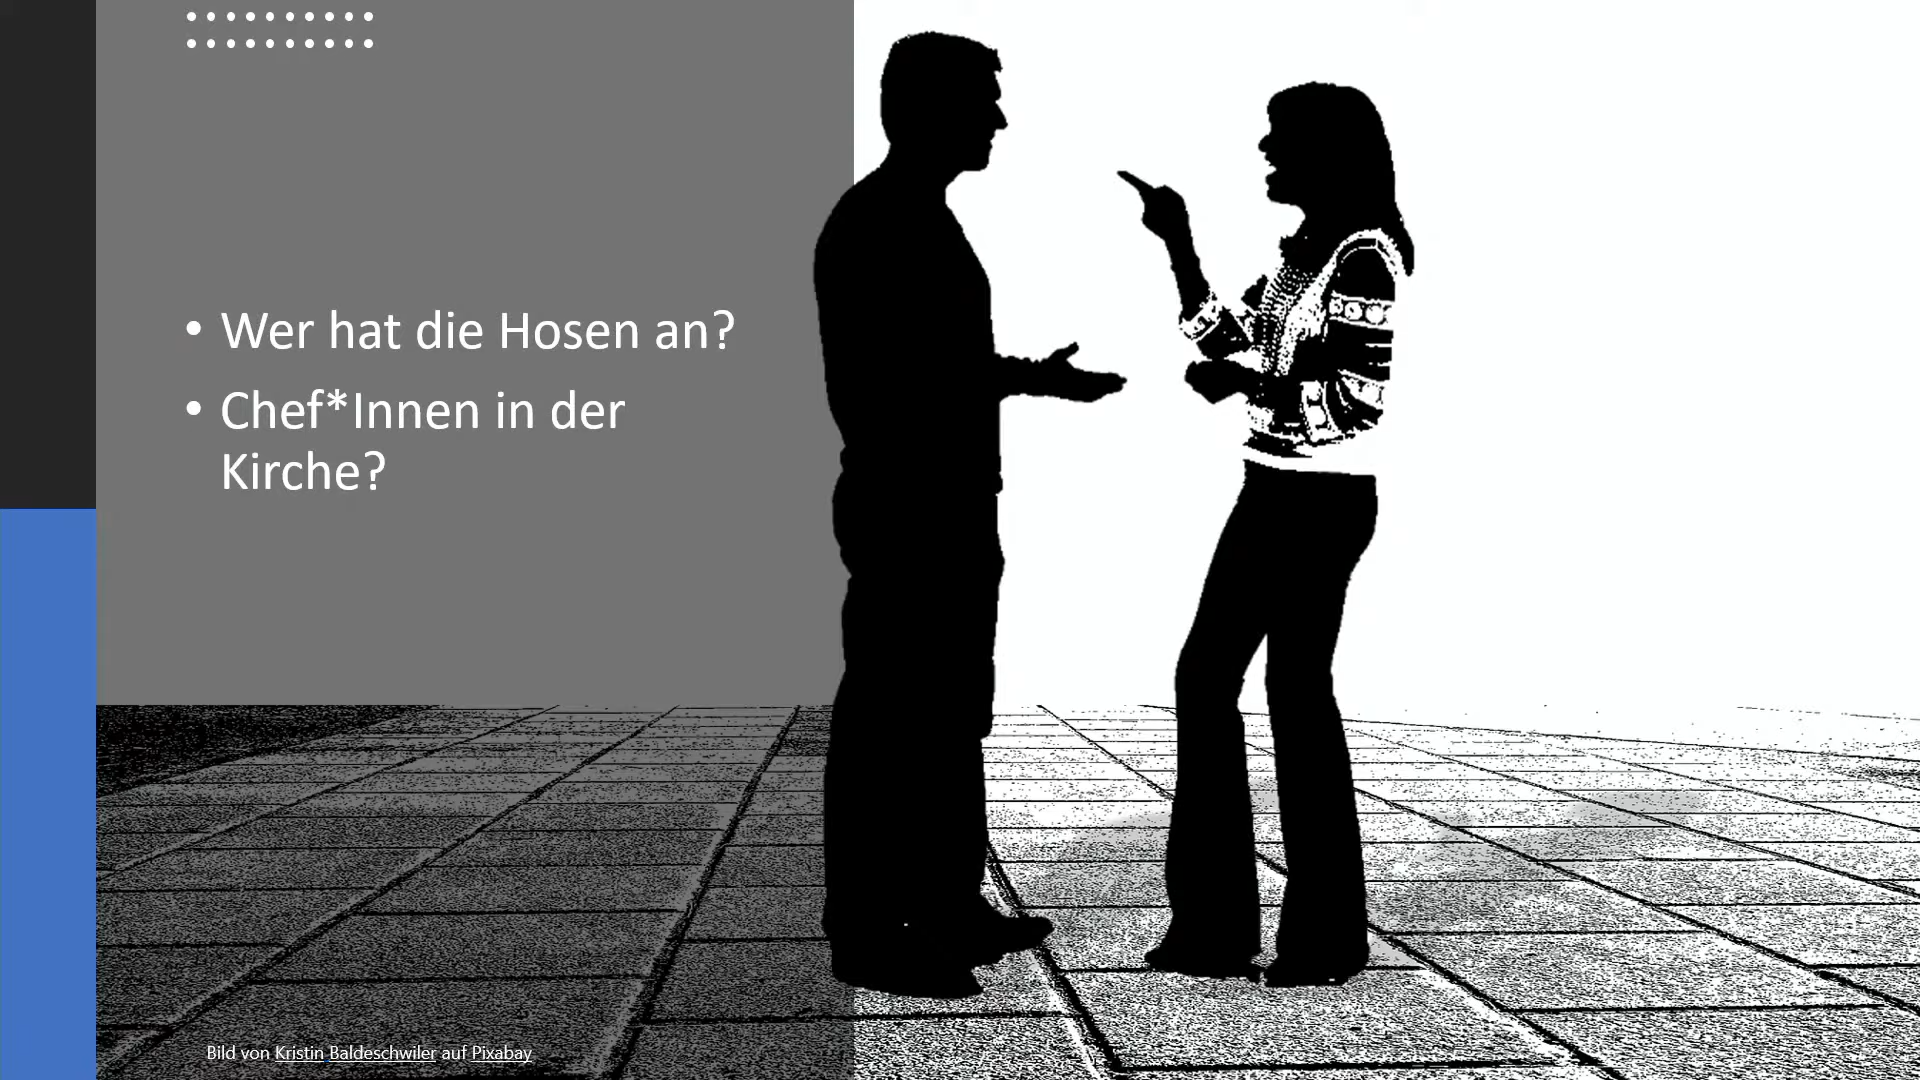 • Wer hat die Hosen an?
• Chef*Innen in der
Kirche?
Bild von Kristin Baldeschwiler auf Pixabay